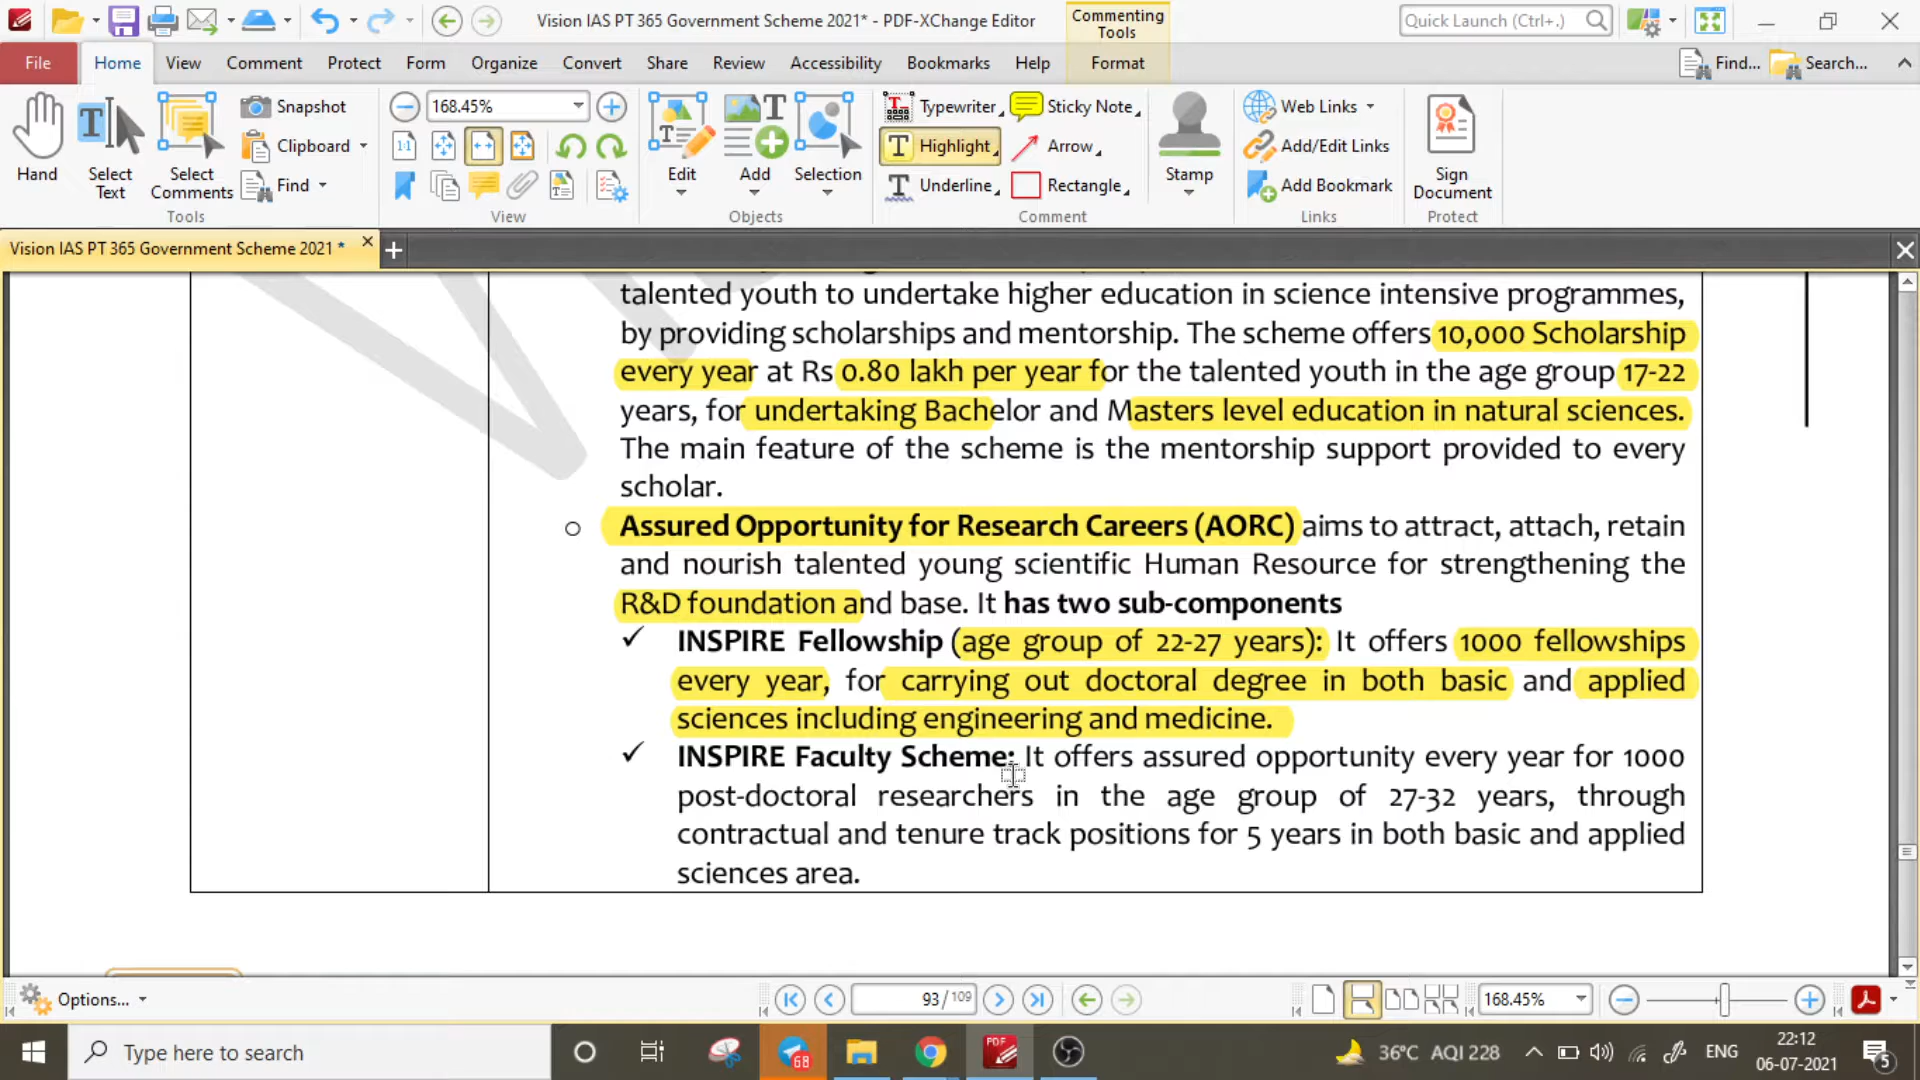 Vision IAS PT 365 Government Scheme 2021* - PDF-XChange Editor
Commenting Tools
Quick Launch (Ctrl+.)
File Home View Comment Protect Form Organize Convert Share Review Accessibility Bookmarks Help Format Find... Search...
Hand
Select Text
Select Comments
Snapshot
Clipboard
Find
Tools
168.45%
View
Edit
Add
Selection
Objects
Typewriter
Highlight
Underline
Sticky Note
Arrow
Rectangle
Stamp
Comment
Web Links
Add/Edit Links
Add Bookmark
Links
Sign Document
Protect
Vision IAS PT 365 Government Scheme 2021 *
talented youth to undertake higher education in science intensive programmes,
by providing scholarships and mentorship. The scheme offers 10,000 Scholarship
every year at Rs 0.80 lakh per year for the talented youth in the age group 17-22
years, for undertaking Bachelor and Masters level education in natural sciences.
The main feature of the scheme is the mentorship support provided to every
scholar.
o Assured Opportunity for Research Careers (AORC) aims to attract, attach, retain
and nourish talented young scientific Human Resource for strengthening the
R&D foundation and base. It has two sub-components
✓ INSPIRE Fellowship (age group of 22-27 years): It offers 1000 fellowships
every year, for carrying out doctoral degree in both basic and applied
sciences including engineering and medicine.
✓ INSPIRE Faculty Scheme: It offers assured opportunity every year for 1000
post-doctoral researchers in the age group of 27-32 years, through
contractual and tenure track positions for 5 years in both basic and applied
sciences area.
Options...
93 / 109
168.45%
Type here to search
68
PDF
36°C AQI 228
ENG
22:12
06-07-2021
5